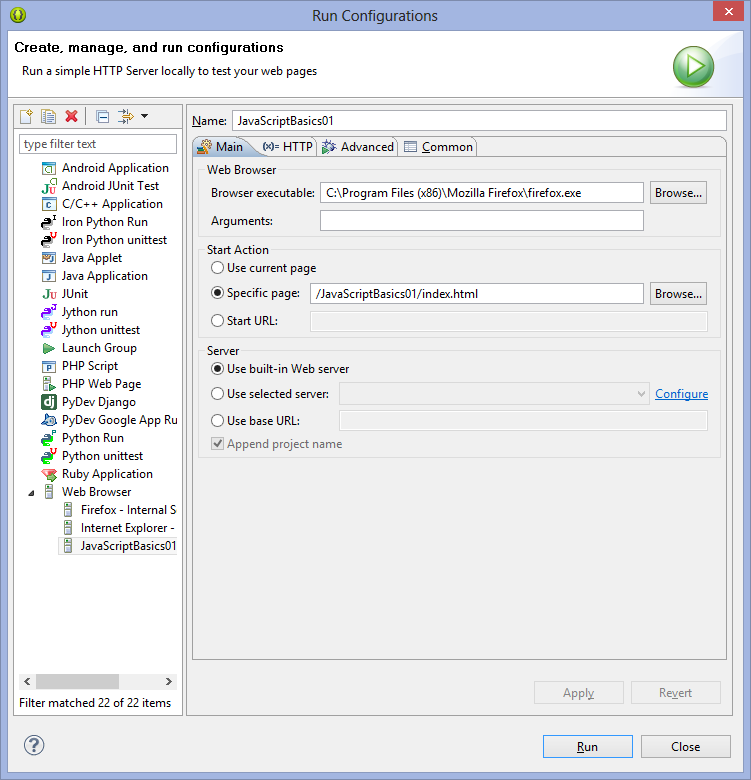 Run Configurations
Create, manage, and run configurations
Run a simple HTTP Server locally to test your web pages
type filter text
Android Application
Android JUnit Test
C/C++ Application
Iron Python Run
Iron Python unittest
Java Applet
Java Application
JUnit
Jython run
Jython unittest
Launch Group
PHP Script
PHP Web Page
PyDev Django
PyDev Google App Ru
Python Run
Python unittest
Ruby Application
Web Browser
Firefox - Internal S
Internet Explorer -
JavaScriptBasics01
Filter matched 22 of 22 items
Name: JavaScriptBasics01
Main (x)= HTTP Advanced Common
Web Browser
Browser executable: C:\Program Files (x86)\Mozilla Firefox\firefox.exe Browse...
Arguments:
Start Action
Use current page
Specific page: /JavaScriptBasics01/index.html Browse...
Start URL:
Server
Use built-in Web server
Use selected server: Configure
Use base URL:
Append project name
Apply Revert
Run Close